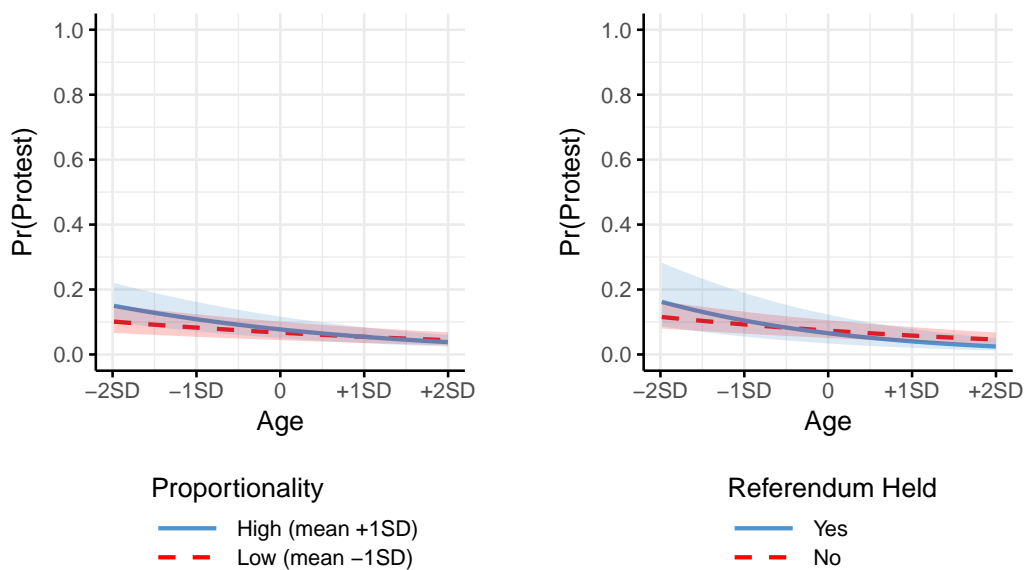 1.0
0.8
0.6
0.4
0.2
0.0
Pr(Protest)
−2SD −1SD 0 +1SD +2SD
Age
Proportionality
High (mean +1SD)
Low (mean −1SD)
1.0
0.8
0.6
0.4
0.2
0.0
Pr(Protest)
−2SD −1SD 0 +1SD +2SD
Age
Referendum Held
Yes
No